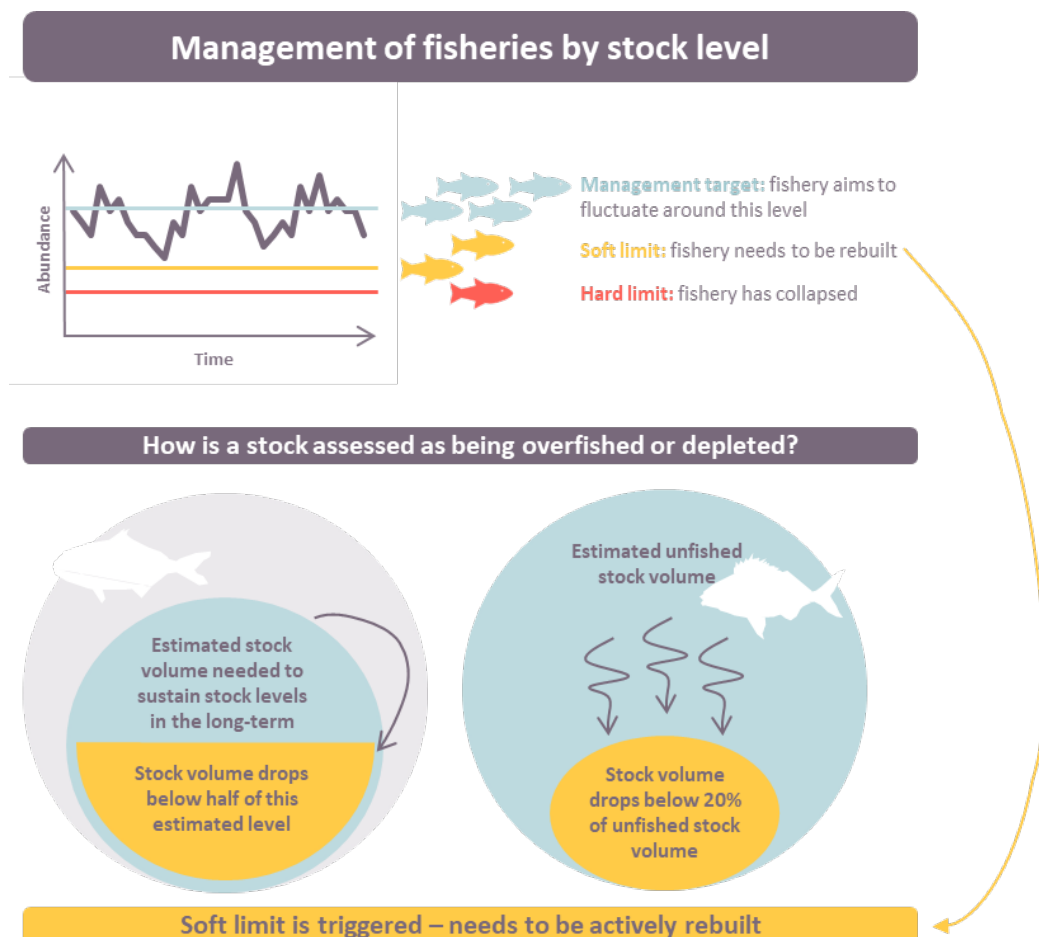 Management of fisheries by stock level
Abundance
Time
Management target: fishery aims to
fluctuate around this level
Soft limit: fishery needs to be rebuilt
Hard limit: fishery has collapsed
How is a stock assessed as being overfished or depleted?
Estimated stock
volume needed to
sustain stock levels
in the long-term
Stock volume drops
below half of this
estimated level
Estimated unfished
stock volume
Stock volume
drops below 20%
of unfished stock
volume
Soft limit is triggered – needs to be actively rebuilt